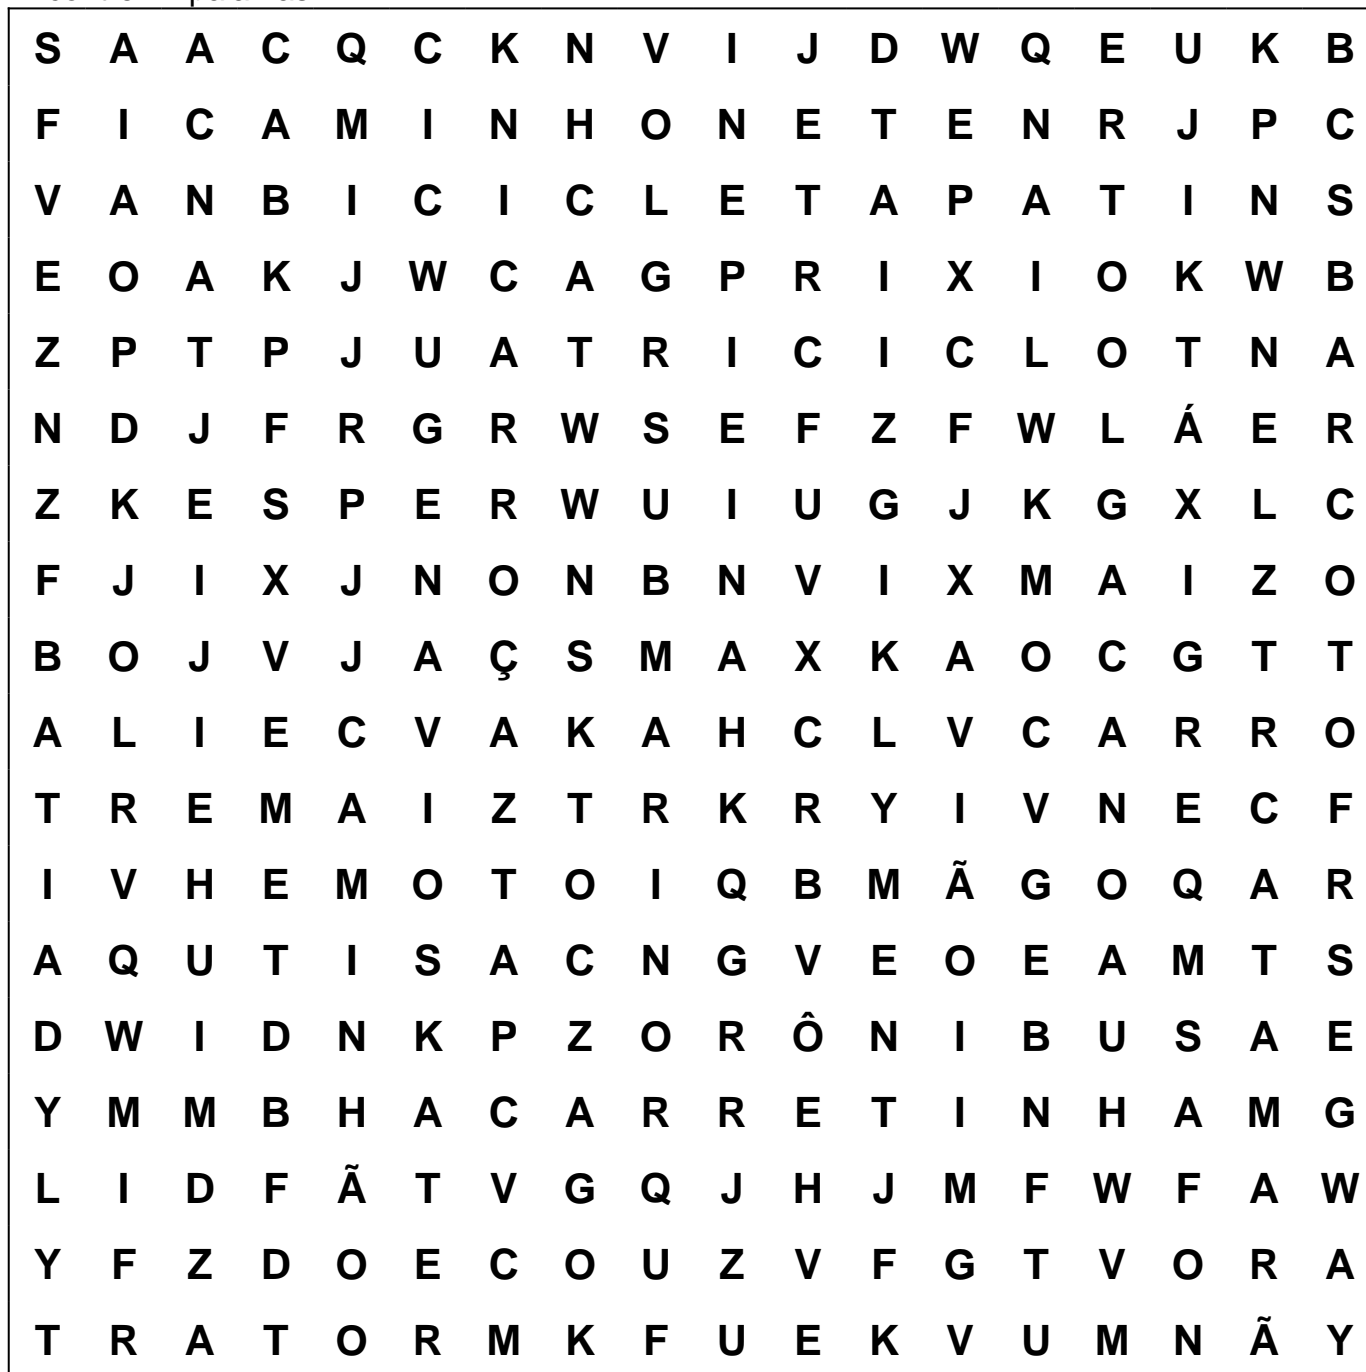 S A A C Q C K N V I J D W Q E U K B
F I C A M I N H O N E T E N R J P C
V A N B I C I C L E T A P A T I N S
E O A K J W C A G P R I X I O K W B
Z P T P J U A T R I C I C L O T N A
N D J F R G R W S E F Z F W L Á E R
Z K E S P E R W U I U G J K G X L C
F J I X J N O N B N V I X M A I Z O
B O J V J A Ç S M A X K A O C G T T
A L I E C V A K A H C L V C A R R O
T R E M A I Z T R K R Y I V N E C F
I V H E M O T O I Q B M Ã G O Q A R
A Q U T I S A C N G V E O E A M T S
D W I D N K P Z O R Ô N I B U S A E
Y M M B H A C A R R E T I N H A M G
L I D F Ã T V G Q J H J M F W F A W
Y F Z D O E C O U Z V F G T V O R A
T R A T O R M K F U E K V U M N Ã Y